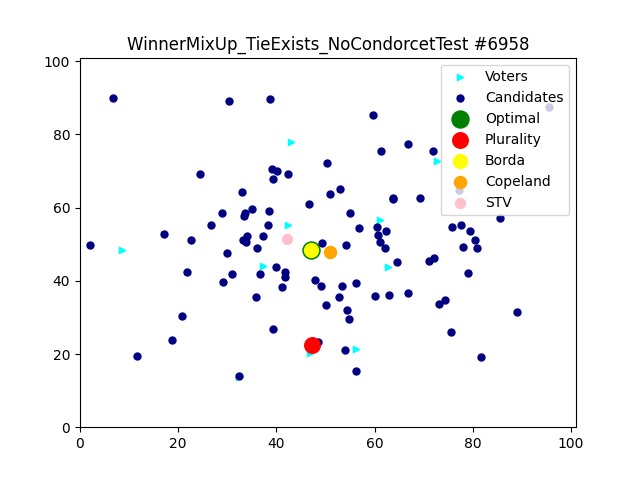 WinnerMixUp_TieExists_NoCondorcetTest #6958
100
80
60
40
20
0
0 20 40 60 80 100
Voters
Candidates
Optimal
Plurality
Borda
Copeland
STV